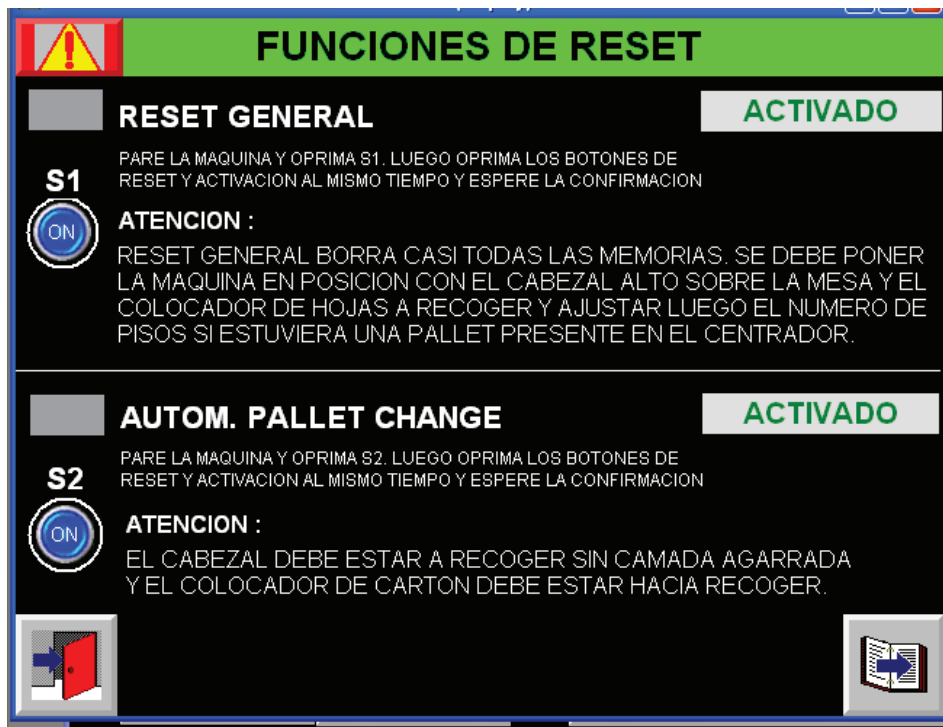 FUNCIONES DE RESET
RESET GENERAL
ACTIVADO
PARE LA MAQUINA Y OPRIMA S1. LUEGO OPRIMA LOS BOTONES DE
RESET Y ACTIVACION AL MISMO TIEMPO Y ESPERE LA CONFIRMACION
S1
ON
ATENCION :
RESET GENERAL BORRA CASI TODAS LAS MEMORIAS. SE DEBE PONER
LA MAQUINA EN POSICION CON EL CABEZAL ALTO SOBRE LA MESA Y EL
COLOCADOR DE HOJAS A RECOGER Y AJUSTAR LUEGO EL NUMERO DE
PISOS SI ESTUVIERA UNA PALLET PRESENTE EN EL CENTRADOR.
AUTOM. PALLET CHANGE
ACTIVADO
PARE LA MAQUINA Y OPRIMA S2. LUEGO OPRIMA LOS BOTONES DE
RESET Y ACTIVACION AL MISMO TIEMPO Y ESPERE LA CONFIRMACION
S2
ON
ATENCION :
EL CABEZAL DEBE ESTAR A RECOGER SIN CAMADA AGARRADA
Y EL COLOCADOR DE CARTON DEBE ESTAR HACIA RECOGER.